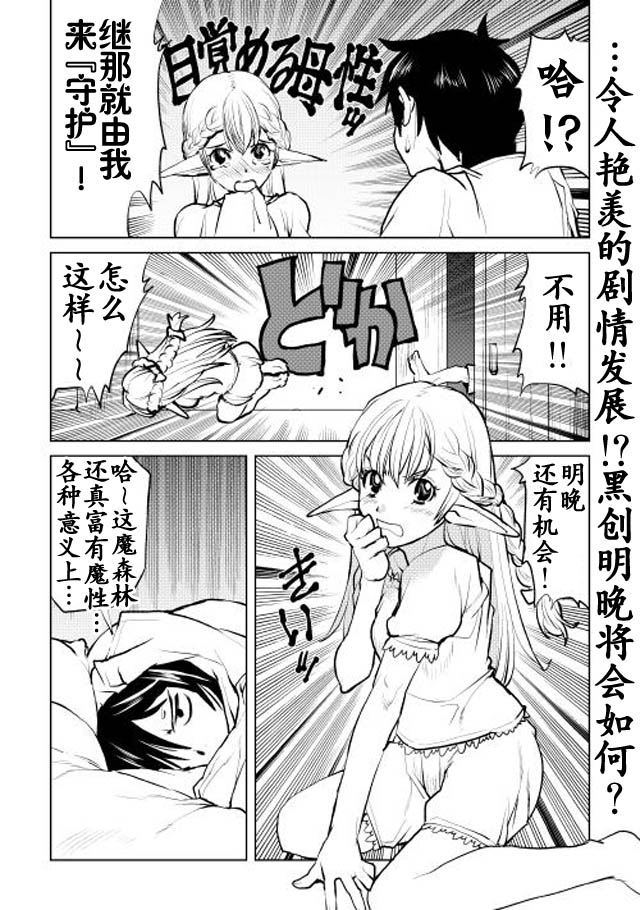 哈!?
目覚める母性ッ
继那就由我
来『守护』!
不用!!
どか
怎么
这样～～
明晚
还有机会!
きいッ
哈～这魔森林
还真富有魔性…
各种意义上…
…令人艳羡的剧情发展!?黑创明晚将会如何?